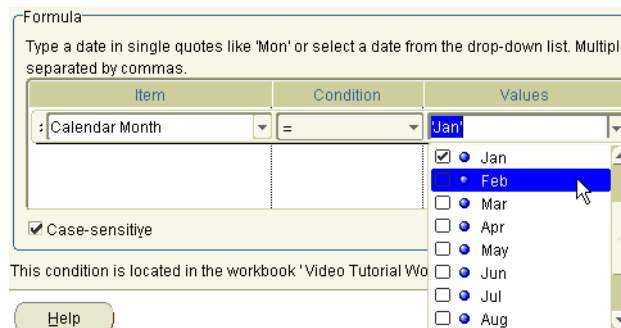 Formula
Type a date in single quotes like 'Mon' or select a date from the drop-down list. Multipl
separated by commas.
Item Condition Values
Calendar Month = 'Jan'
Jan
Feb
Mar
Apr
May
Jun
Jul
Aug
Case-sensitive
This condition is located in the workbook 'Video Tutorial Wo
Help